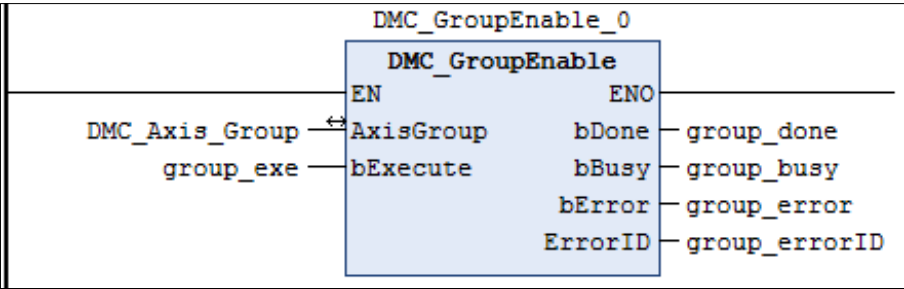 DMC_GroupEnable_0
DMC_GroupEnable
EN ENO
DMC_Axis_Group AxisGroup bDone group_done
group_exe bExecute bBusy group_busy
bError group_error
ErrorID group_errorID